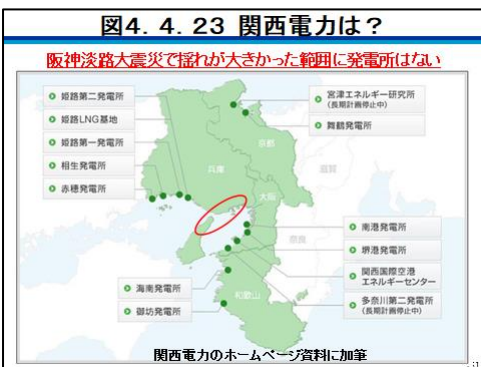 図4.4.23 関西電力は?
阪神淡路大震災で揺れが大きかった範囲に発電所はない
姫路第二発電所
姫路LNG基地
姫路第一発電所
相生発電所
赤穂発電所
宮津エネルギー研究所
(長期計画停止中)
舞鶴発電所
京都
兵庫
滋賀
大阪
奈良
南港発電所
堺港発電所
関西国際空港
エネルギーセンター
多奈川第二発電所
(長期計画停止中)
海南発電所
御坊発電所
和歌山
関西電力のホームページ資料に加筆